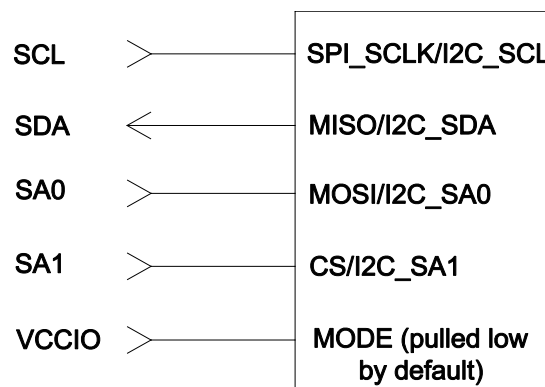 SCL SPI_SCLK/I2C_SCL
SDA MISO/I2C_SDA
SA0 MOSI/I2C_SA0
SA1 CS/I2C_SA1
VCCIO MODE (pulled low
by default)